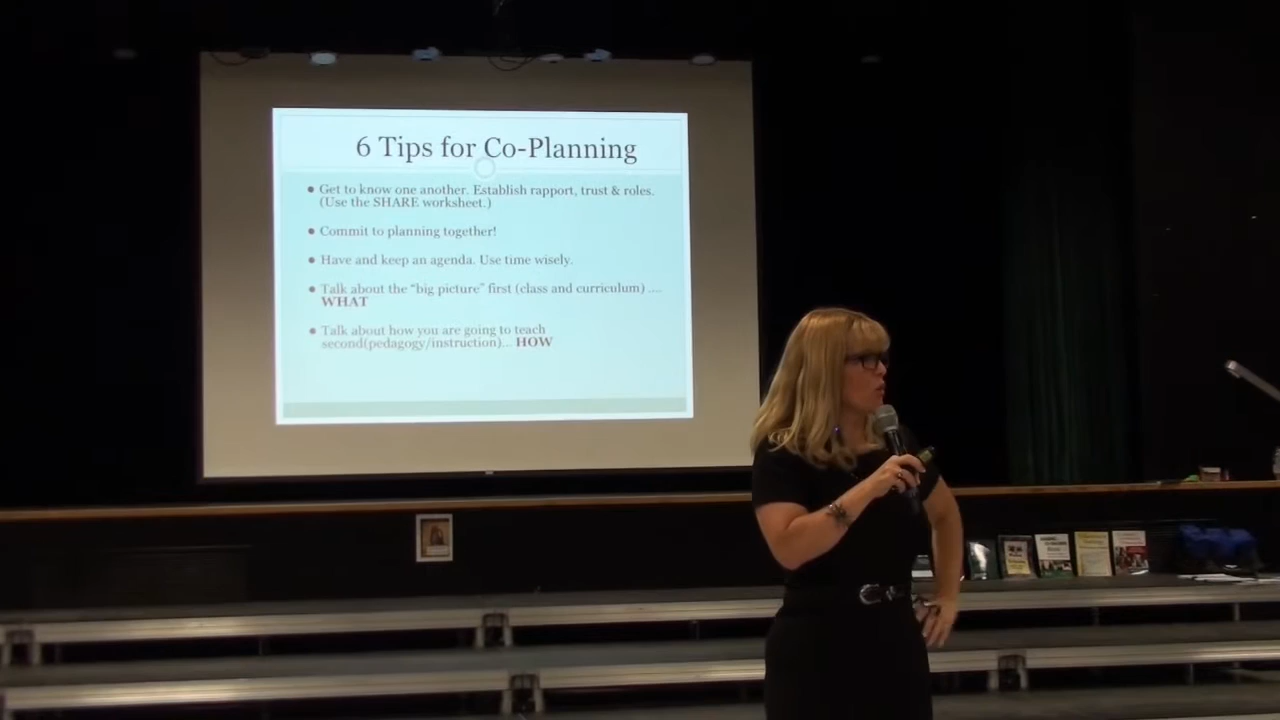 6 Tips for Co-Planning
Get to know one another. Establish rapport, trust & roles.
(Use the SHARE worksheet.)
Commit to planning together!
Have and keep an agenda. Use time wisely.
Talk about the “big picture” first (class and curriculum) ....
WHAT
Talk about how you are going to teach
second(pedagogy/instruction)... HOW